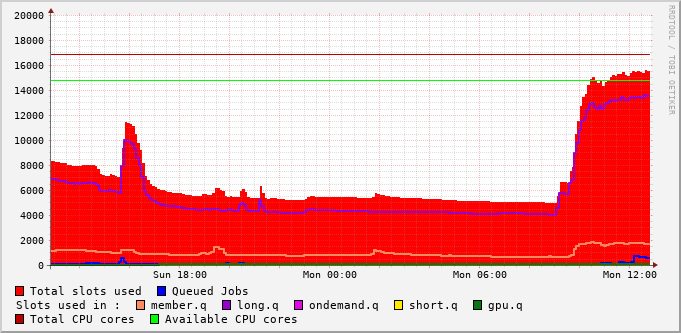 20000
18000
16000
14000
12000
10000
8000
6000
4000
2000
0
Sun 18:00 Mon 00:00 Mon 06:00 Mon 12:00
RRDTOOL / TOBI OETIKER
Total slots used Queued Jobs
Slots used in : member.q long.q ondemand.q short.q gpu.q
Total CPU cores Available CPU cores